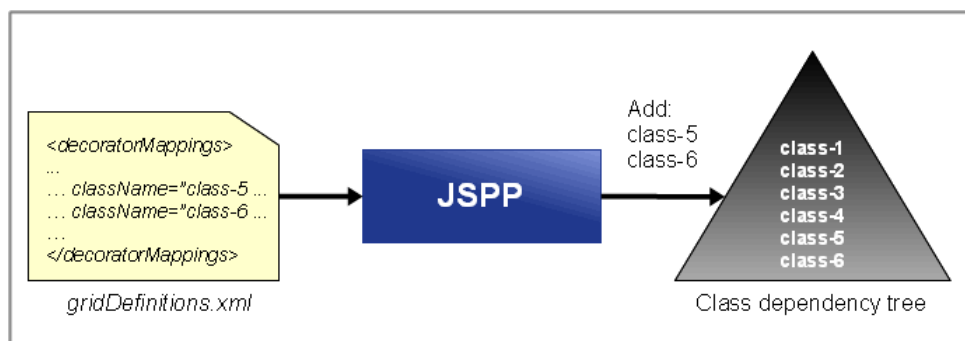 <decoratorMappings>
...
... className="class-5 ...
... className="class-6 ...
...
</decoratorMappings>
gridDefinitions.xml
JSPP
Add:
class-5
class-6
class-1
class-2
class-3
class-4
class-5
class-6
Class dependency tree